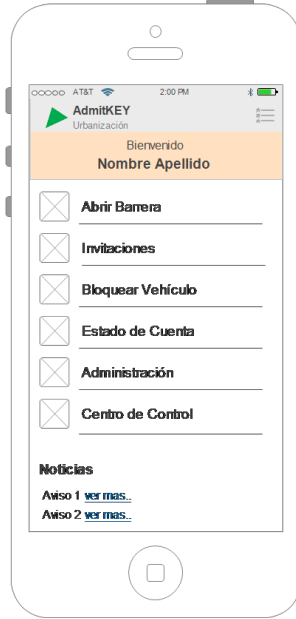 AT&T 2:00 PM
AdmitKEY
Urbanización
Bienvenido
Nombre Apellido
Abrir Barrera
Invitaciones
Bloquear Vehículo
Estado de Cuenta
Administración
Centro de Control
Noticias
Aviso 1 ver mas..
Aviso 2 ver mas..